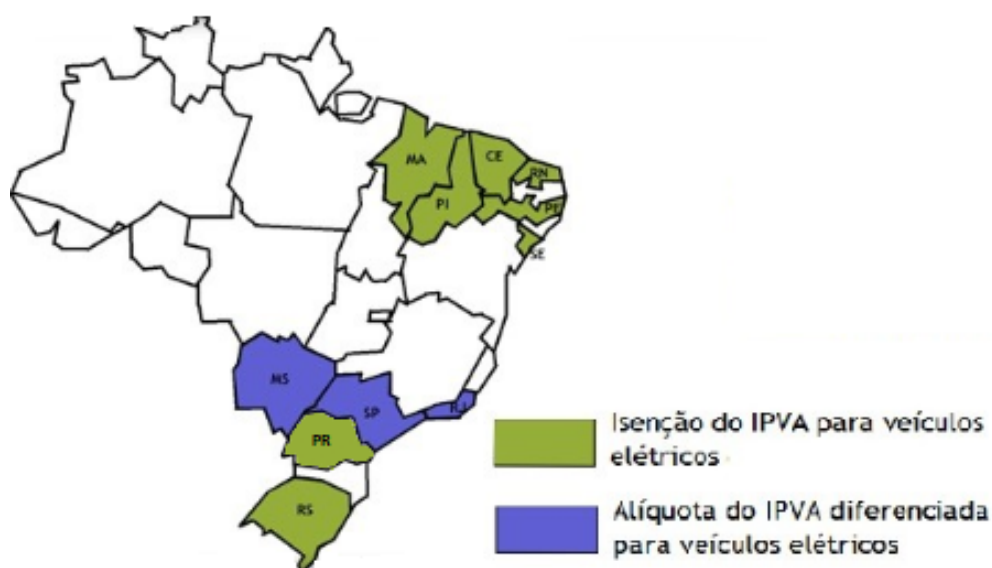 MA
CE
RN
PI
PE
SE
MS
SP
RJ
PR
RS
Isenção do IPVA para veículos
elétricos
Alíquota do IPVA diferenciada
para veículos elétricos